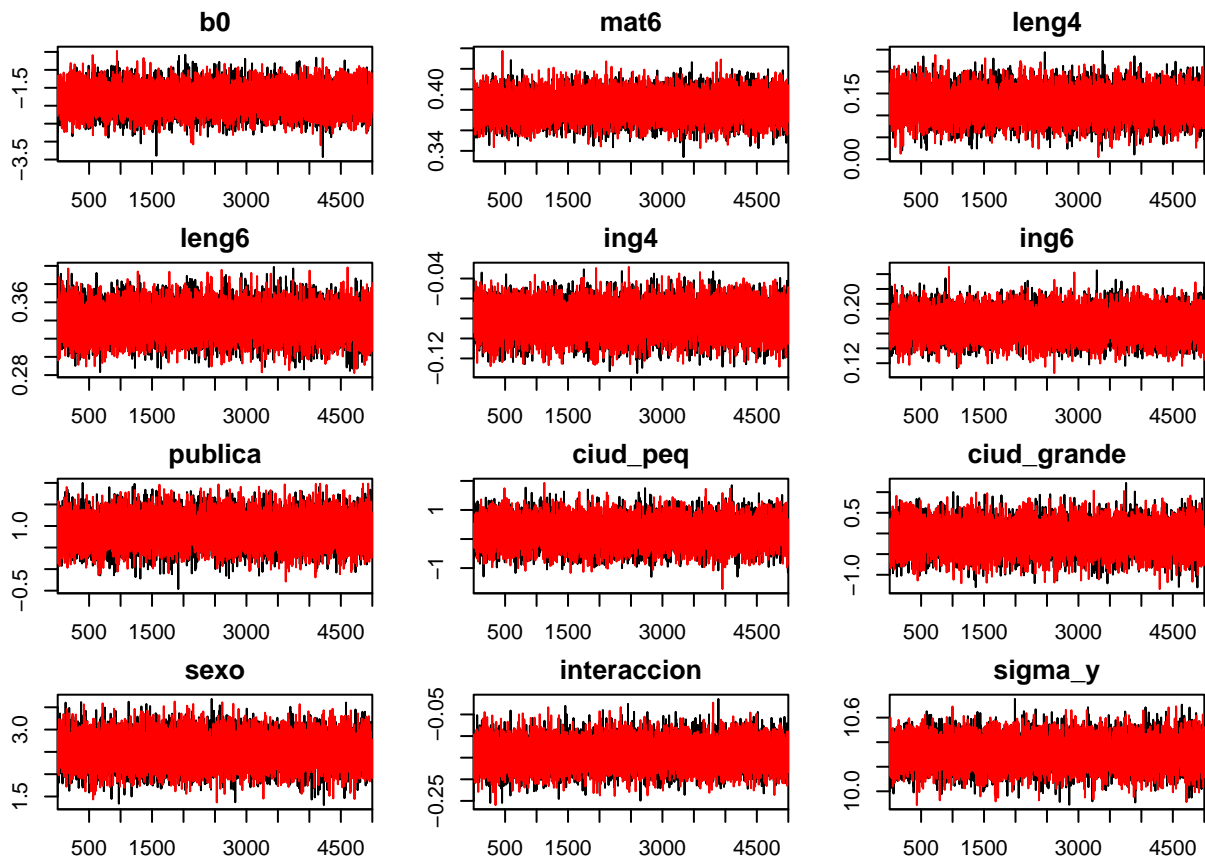 b0 mat6 leng4
−3.5 −1.5 0.34 0.40 0.00 0.15
500 1500 3000 4500 500 1500 3000 4500 500 1500 3000 4500
leng6 ing4 ing6
0.28 0.36 −0.12 −0.04 0.12 0.20
500 1500 3000 4500 500 1500 3000 4500 500 1500 3000 4500
publica ciud_peq ciud_grande
−0.5 1.0 −1 1 −1.0 0.5
500 1500 3000 4500 500 1500 3000 4500 500 1500 3000 4500
sexo interaccion sigma_y
1.5 3.0 −0.25 −0.05 10.0 10.6
500 1500 3000 4500 500 1500 3000 4500 500 1500 3000 4500